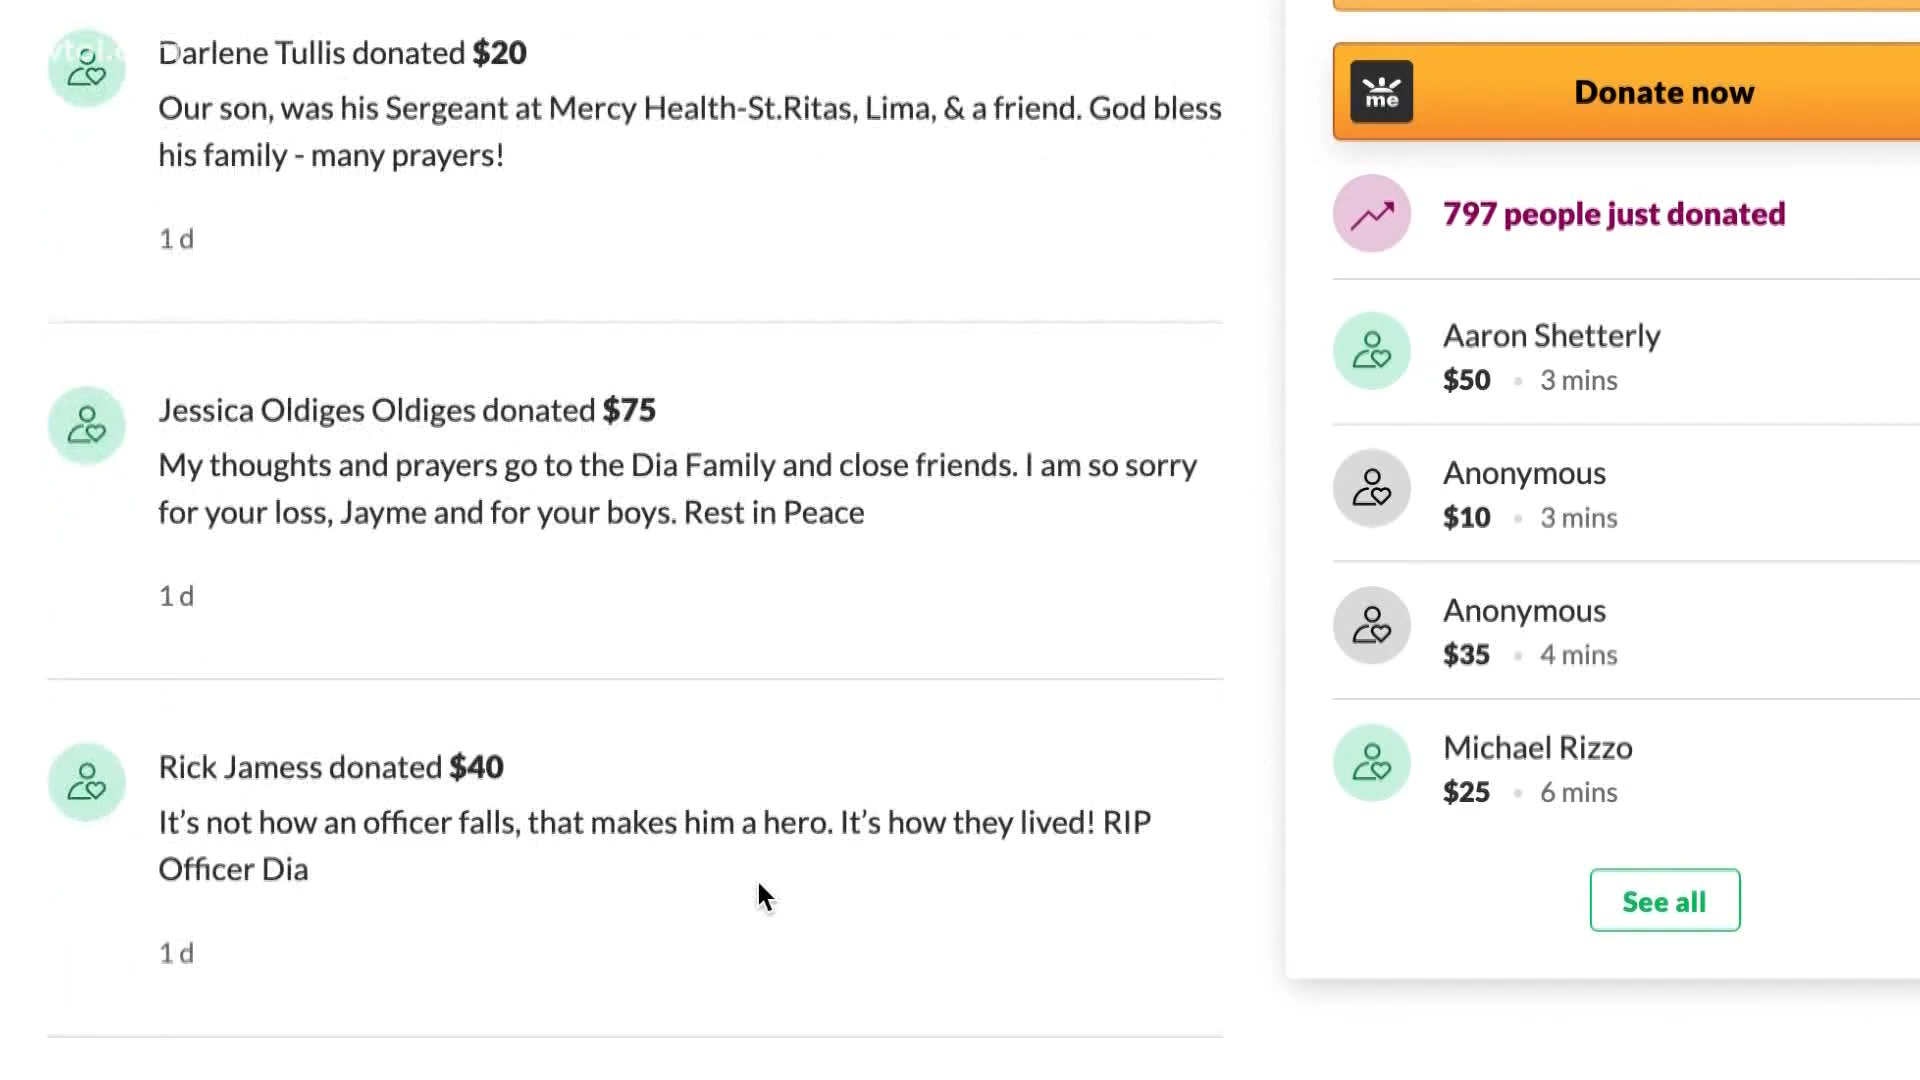 Darlene Tullis donated $20
Our son, was his Sergeant at Mercy Health-St.Ritas, Lima, & a friend. God bless
his family - many prayers!
1 d
Jessica Oldiges Oldiges donated $75
My thoughts and prayers go to the Dia Family and close friends. I am so sorry
for your loss, Jayme and for your boys. Rest in Peace
1 d
Rick Jamess donated $40
It’s not how an officer falls, that makes him a hero. It’s how they lived! RIP
Officer Dia
1 d
me
Donate now
797 people just donated
Aaron Shetterly
$50 • 3 mins
Anonymous
$10 • 3 mins
Anonymous
$35 • 4 mins
Michael Rizzo
$25 • 6 mins
See all